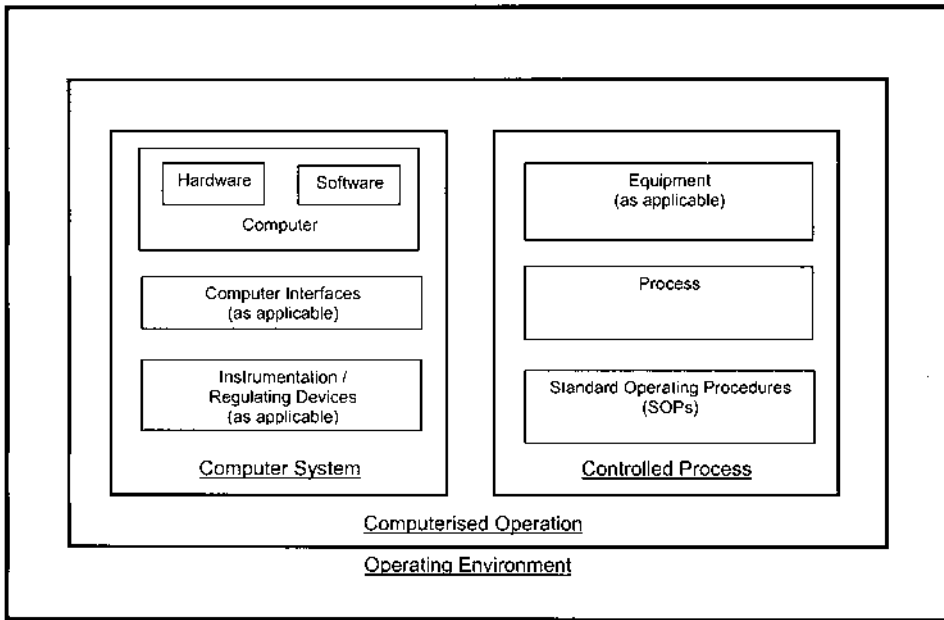 Hardware
Software
Computer
Computer Interfaces
(as applicable)
Instrumentation /
Regulating Devices
(as applicable)
Computer System
Equipment
(as applicable)
Process
Standard Operating Procedures
(SOPs)
Controlled Process
Computerised Operation
Operating Environment